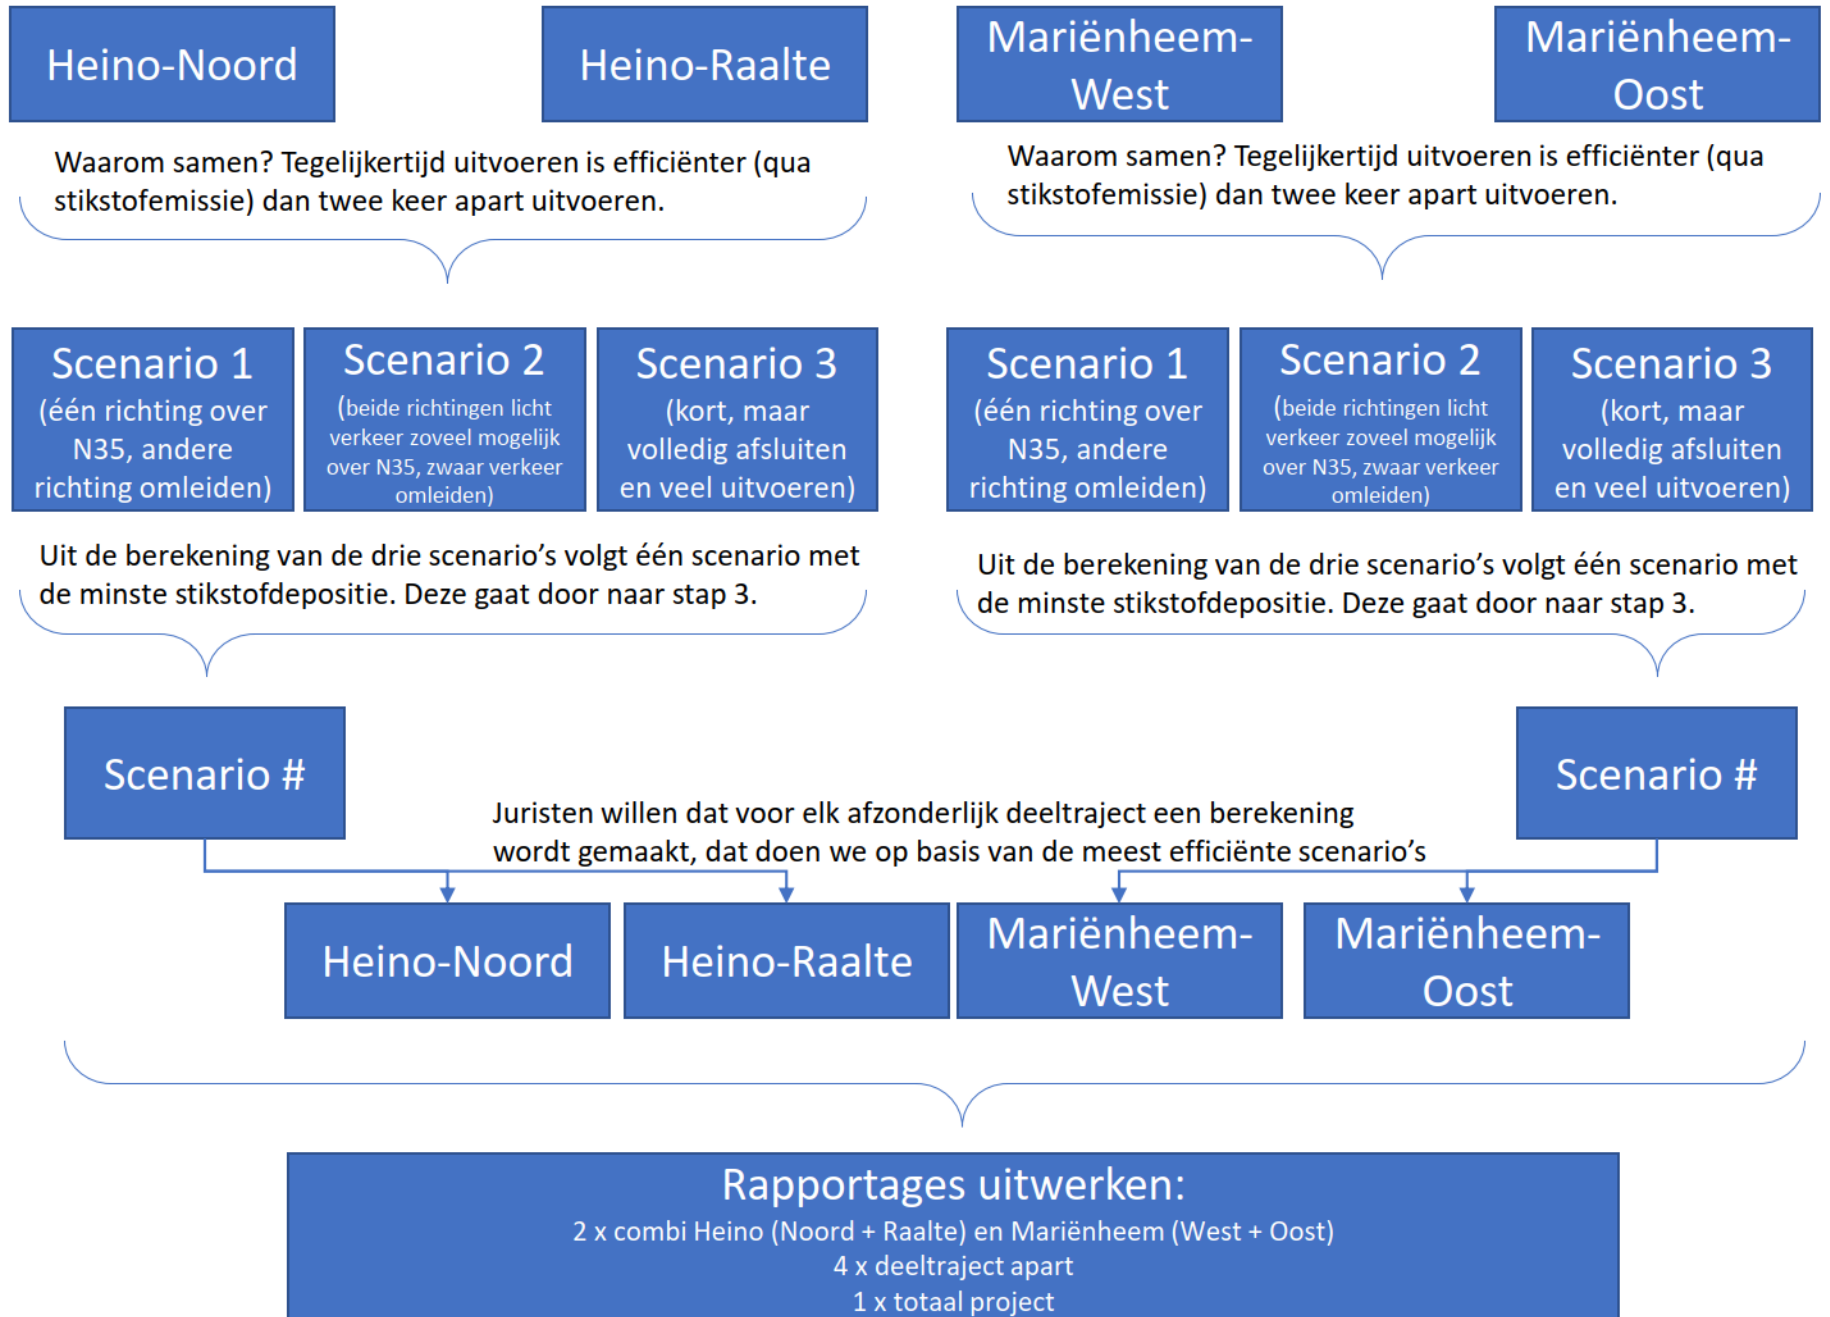 Heino-Noord
Heino-Raalte
Mariënheem-
West
Mariënheem-
Oost
Waarom samen? Tegelijkertijd uitvoeren is efficiënter (qua
stikstofemissie) dan twee keer apart uitvoeren.
Waarom samen? Tegelijkertijd uitvoeren is efficiënter (qua
stikstofemissie) dan twee keer apart uitvoeren.
Scenario 1
(één richting over
N35, andere
richting omleiden)
Scenario 2
(beide richtingen licht
verkeer zoveel mogelijk
over N35, zwaar verkeer
omleiden)
Scenario 3
(kort, maar
volledig afsluiten
en veel uitvoeren)
Scenario 1
(één richting over
N35, andere
richting omleiden)
Scenario 2
(beide richtingen licht
verkeer zoveel mogelijk
over N35, zwaar verkeer
omleiden)
Scenario 3
(kort, maar
volledig afsluiten
en veel uitvoeren)
Uit de berekening van de drie scenario's volgt één scenario met
de minste stikstofdepositie. Deze gaat door naar stap 3.
Uit de berekening van de drie scenario's volgt één scenario met
de minste stikstofdepositie. Deze gaat door naar stap 3.
Scenario #
Scenario #
Juristen willen dat voor elk afzonderlijk deeltraject een berekening
wordt gemaakt, dat doen we op basis van de meest efficiënte scenario's
Heino-Noord
Heino-Raalte
Mariënheem-
West
Mariënheem-
Oost
Rapportages uitwerken:
2 x combi Heino (Noord + Raalte) en Mariënheem (West + Oost)
4 x deeltraject apart
1 x totaal project